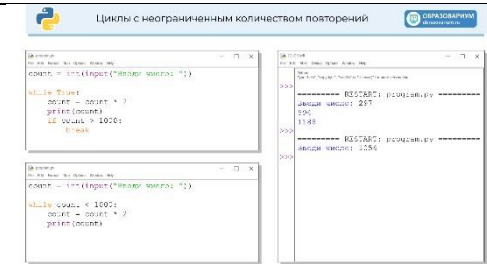 Циклы с неограниченным количеством повторений
ОБРАЗОВАРИУМ
count = int(input("Введи число: "))
while True:
count = count * 2
print(count)
if count > 1000:
break
count = int(input("Введи число: "))
while count < 1000:
count = count * 2
print(count)
>>>
========= RESTART: program.py =========
Введи число: 297
594
1188
>>>
========= RESTART: program.py =========
Введи число: 1054
>>>